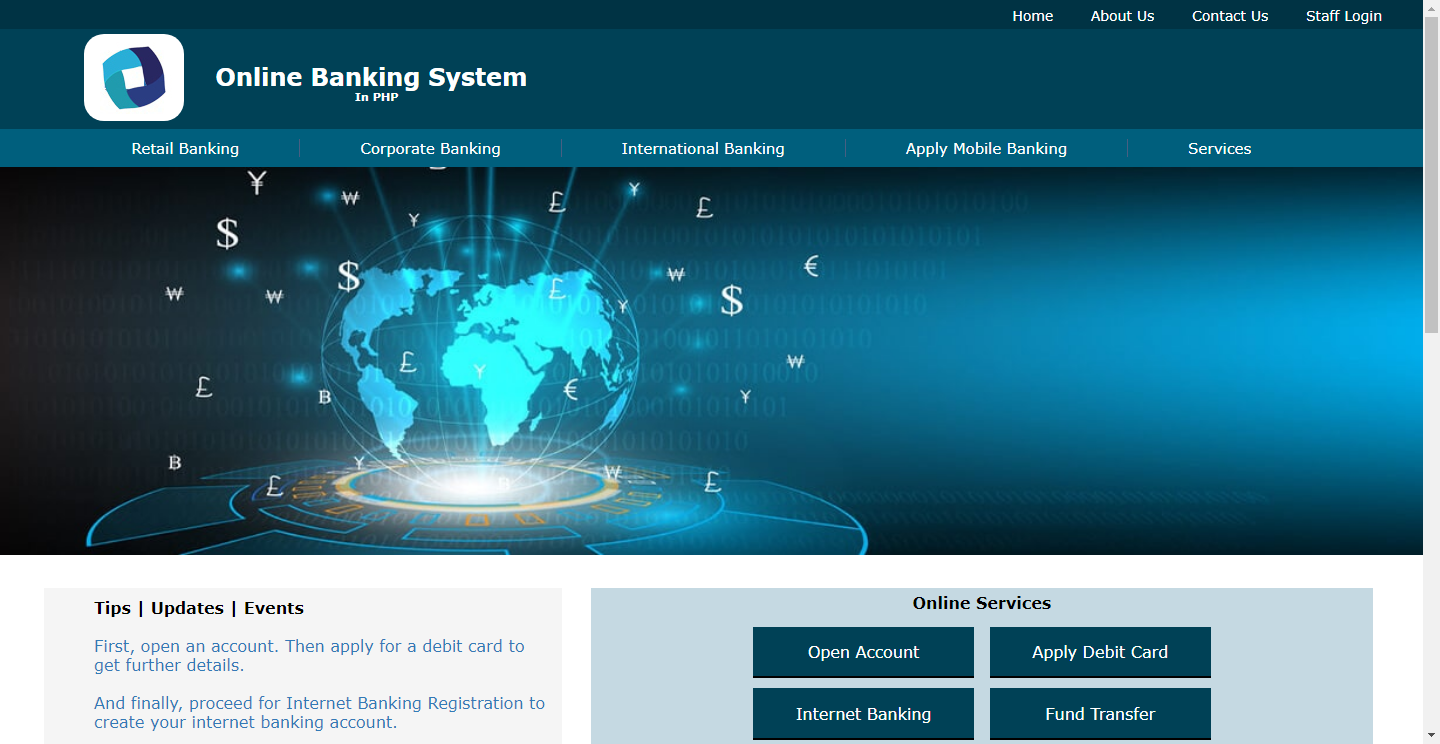 Home About Us Contact Us Staff Login
Online Banking System
In PHP
Retail Banking Corporate Banking International Banking Apply Mobile Banking Services
Tips | Updates | Events
First, open an account. Then apply for a debit card to
get further details.
And finally, proceed for Internet Banking Registration to
create your internet banking account.
Online Services
Open Account Apply Debit Card
Internet Banking Fund Transfer